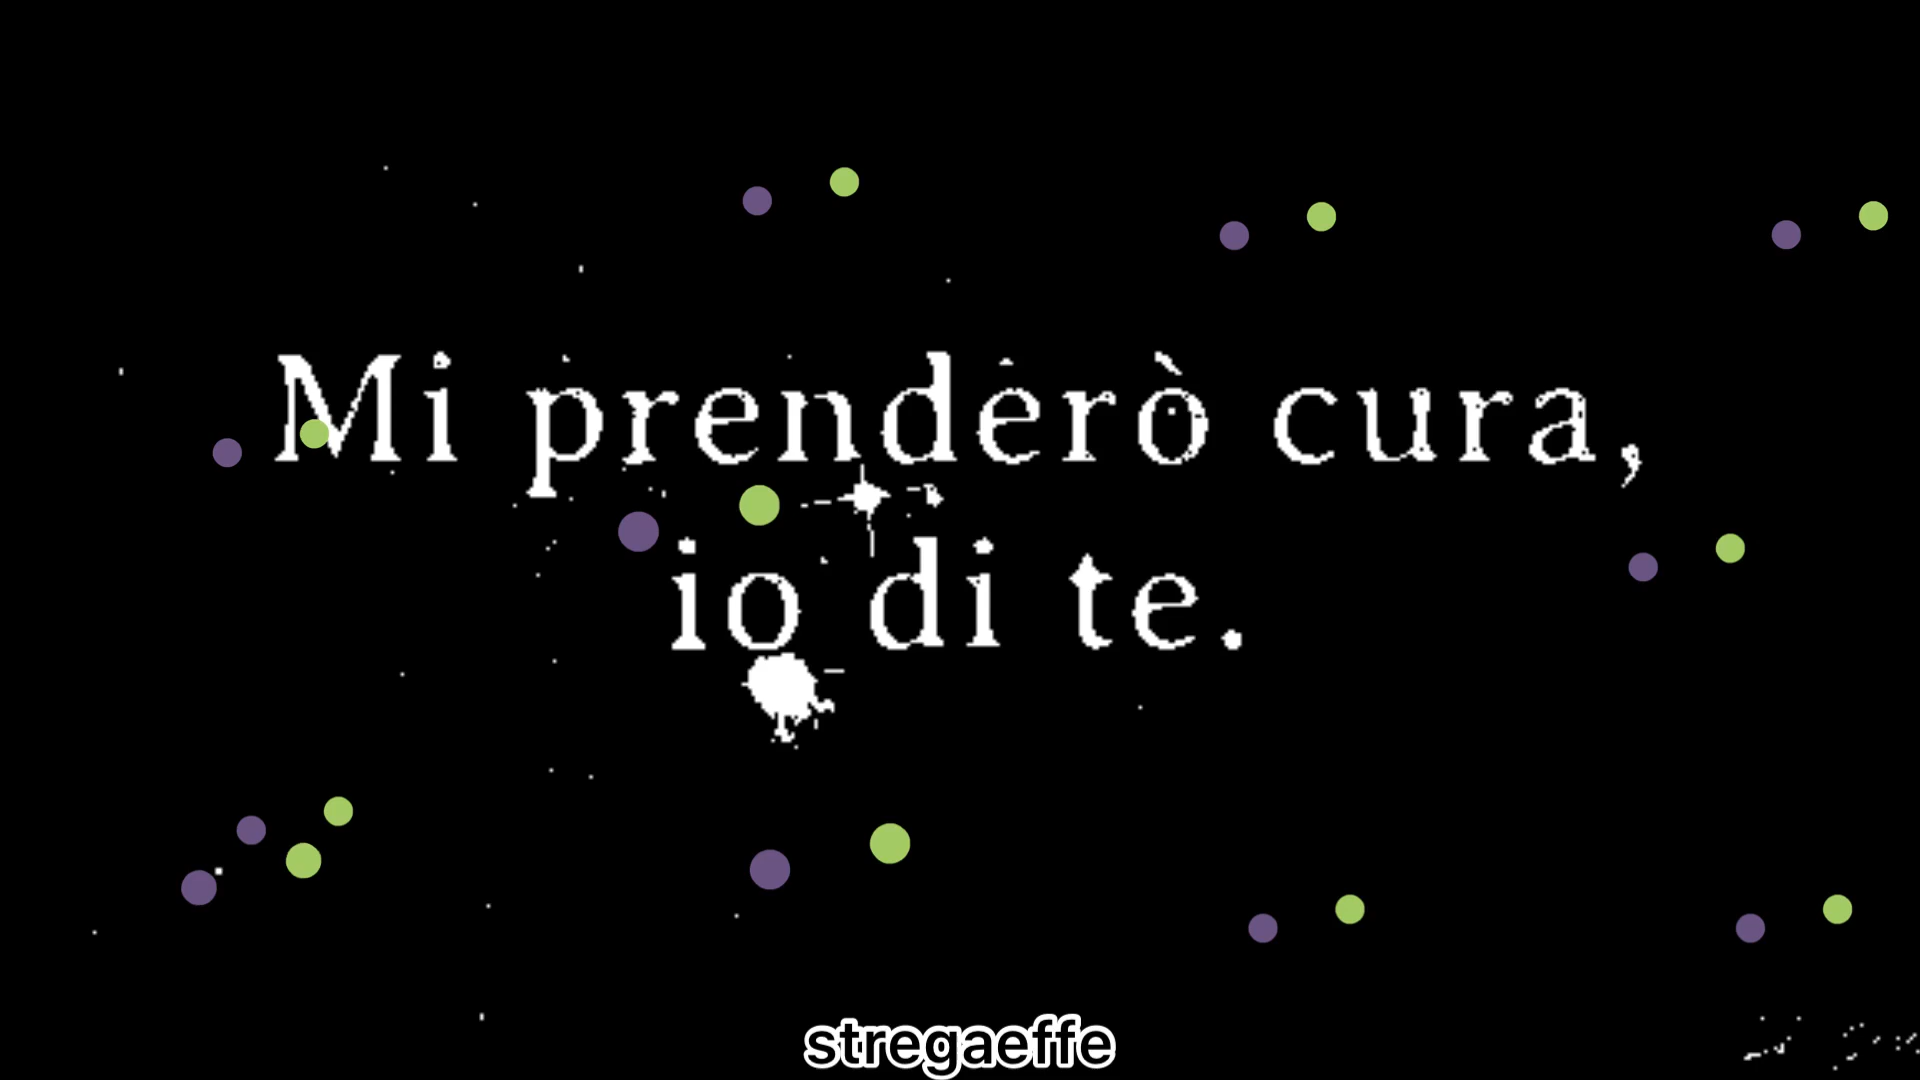 Mi prenderò cura,
io di te.
stregaeffe